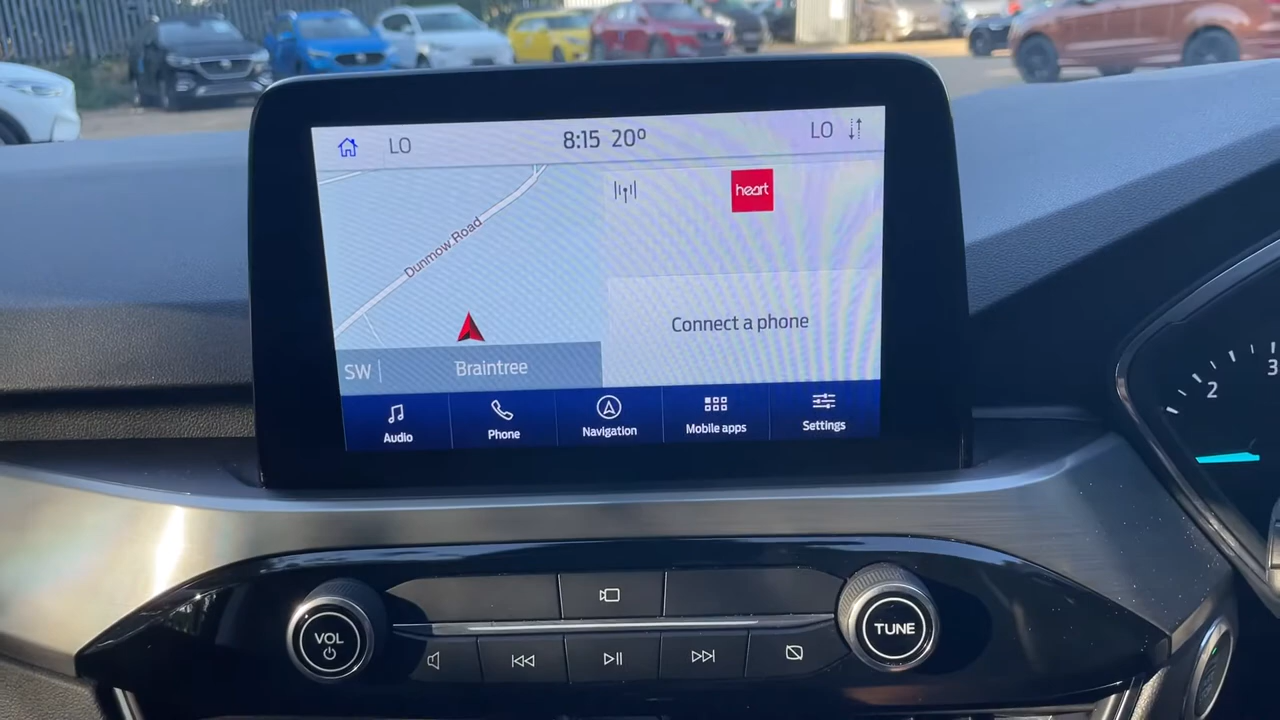 LO 8:15 20º LO
heart
Dunmow Road
Connect a phone
SW Braintree
Audio Phone Navigation Mobile apps Settings
2 3
VOL TUNE